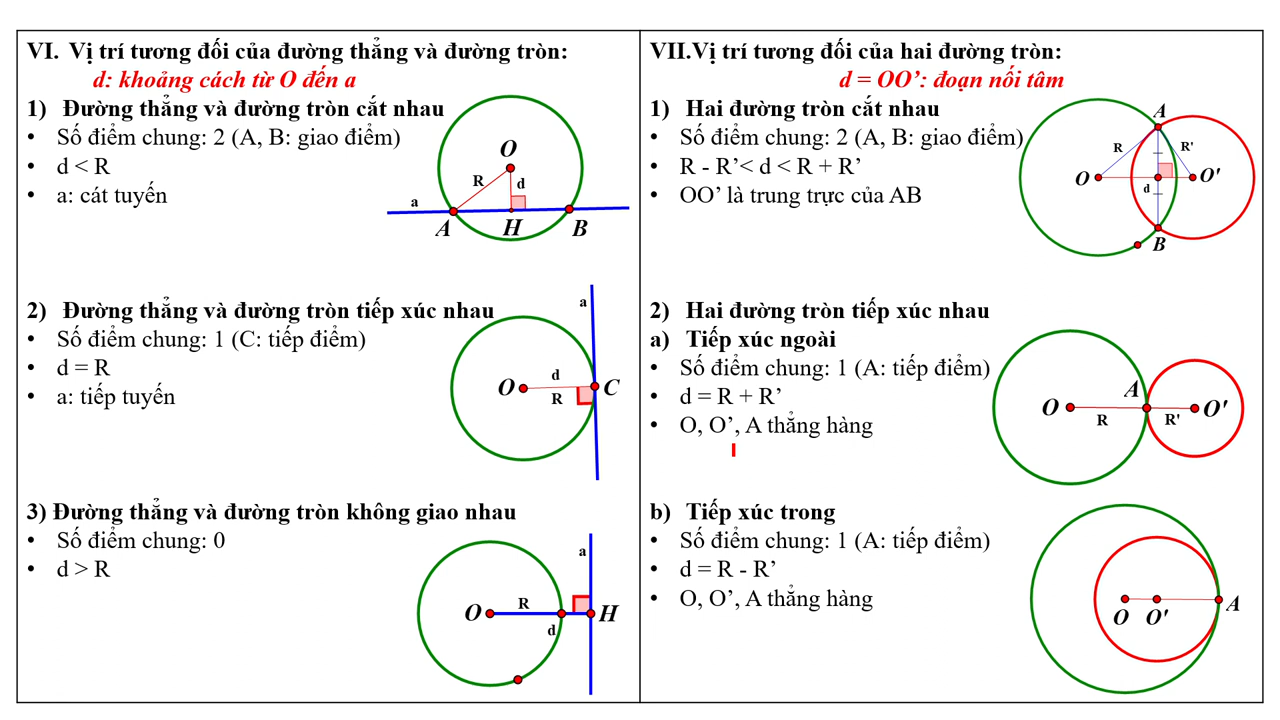 VI. Vị trí tương đối của đường thẳng và đường tròn:
d: khoảng cách từ O đến a
1) Đường thẳng và đường tròn cắt nhau
• Số điểm chung: 2 (A, B: giao điểm)
• d < R
• a: cát tuyến
O
R
d
a
A
H
B
2) Đường thẳng và đường tròn tiếp xúc nhau
• Số điểm chung: 1 (C: tiếp điểm)
• d = R
• a: tiếp tuyến
a
d
O
C
R
3) Đường thẳng và đường tròn không giao nhau
• Số điểm chung: 0
• d > R
a
R
O
H
d
VII.Vị trí tương đối của hai đường tròn:
d = OO’: đoạn nối tâm
1) Hai đường tròn cắt nhau
• Số điểm chung: 2 (A, B: giao điểm)
• R - R’< d < R + R’
• OO’ là trung trực của AB
A
R
R'
O
O'
d
B
2) Hai đường tròn tiếp xúc nhau
a) Tiếp xúc ngoài
• Số điểm chung: 1 (A: tiếp điểm)
• d = R + R’
• O, O’, A thẳng hàng
A
O
O'
R
R'
b) Tiếp xúc trong
• Số điểm chung: 1 (A: tiếp điểm)
• d = R - R’
• O, O’, A thẳng hàng
O
O'
A